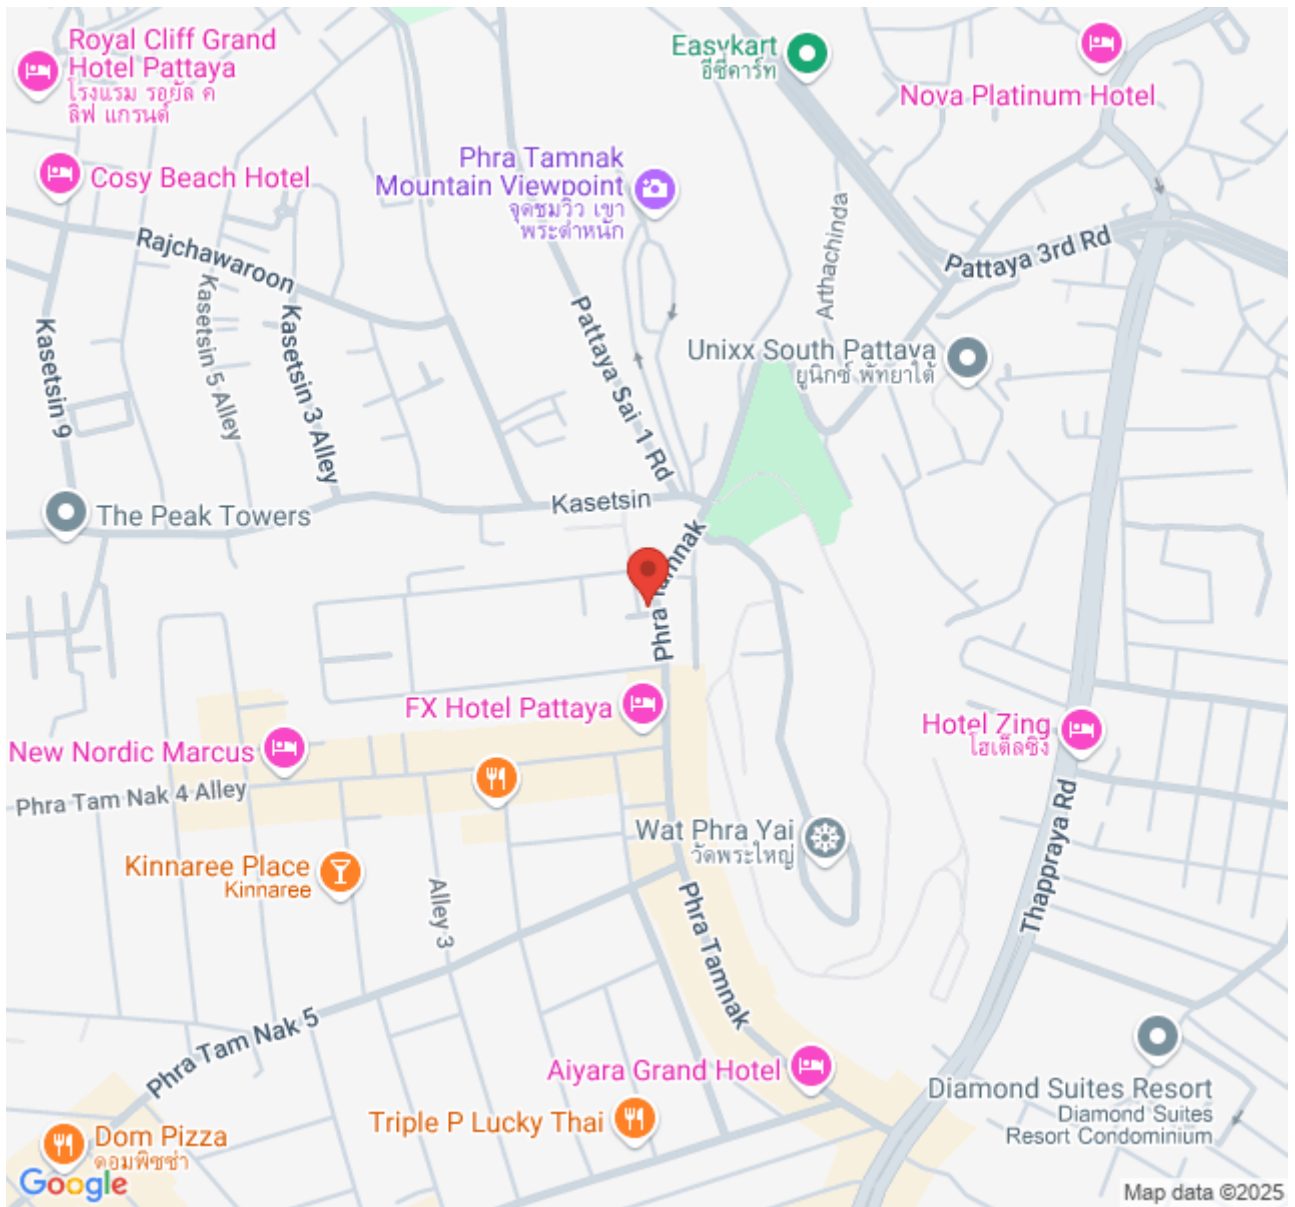 Royal Cliff Grand
Hotel Pattaya
โรงแรม รอยัล ค
ลิฟ แกรนด์
Easykart
อีซี่คาร์ท
Nova Platinum Hotel
Cosy Beach Hotel
Phra Tamnak
Mountain Viewpoint
จุดชมวิว เขา
พระตำหนัก
Rajchawaroon
Arthachinda
Pattaya 3rd Rd
Kasetsin 9
Kasetsin 5 Alley
Kasetsin 3 Alley
Pattaya Sai 1 Rd
Unixx South Pattaya
ยูนิกซ์ พัทยาใต้
Kasetsin
The Peak Towers
Phra Tamnak
FX Hotel Pattaya
Hotel Zing
โฮเต็ลซิง
New Nordic Marcus
Phra Tam Nak 4 Alley
Wat Phra Yai
วัดพระใหญ่
Thappraya Rd
Kinnaree Place
Kinnaree
Alley 3
Phra Tamnak
Phra Tam Nak 5
Aiyara Grand Hotel
Diamond Suites Resort
Diamond Suites
Resort Condominium
Triple P Lucky Thai
Dom Pizza
ดอมพิซซ่า
Google
Map data ©2025